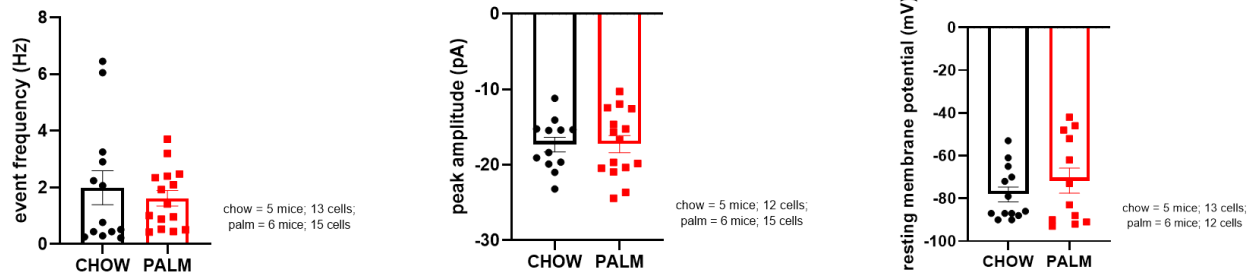 event frequency (Hz)
8
6
4
2
0
CHOW PALM
chow = 5 mice; 13 cells;
palm = 6 mice; 15 cells
peak amplitude (pA)
0
-10
-20
-30
CHOW PALM
chow = 5 mice; 12 cells;
palm = 6 mice; 15 cells
resting membrane potential (mV)
0
-20
-40
-60
-80
-100
CHOW PALM
chow = 5 mice; 13 cells;
palm = 6 mice; 12 cells